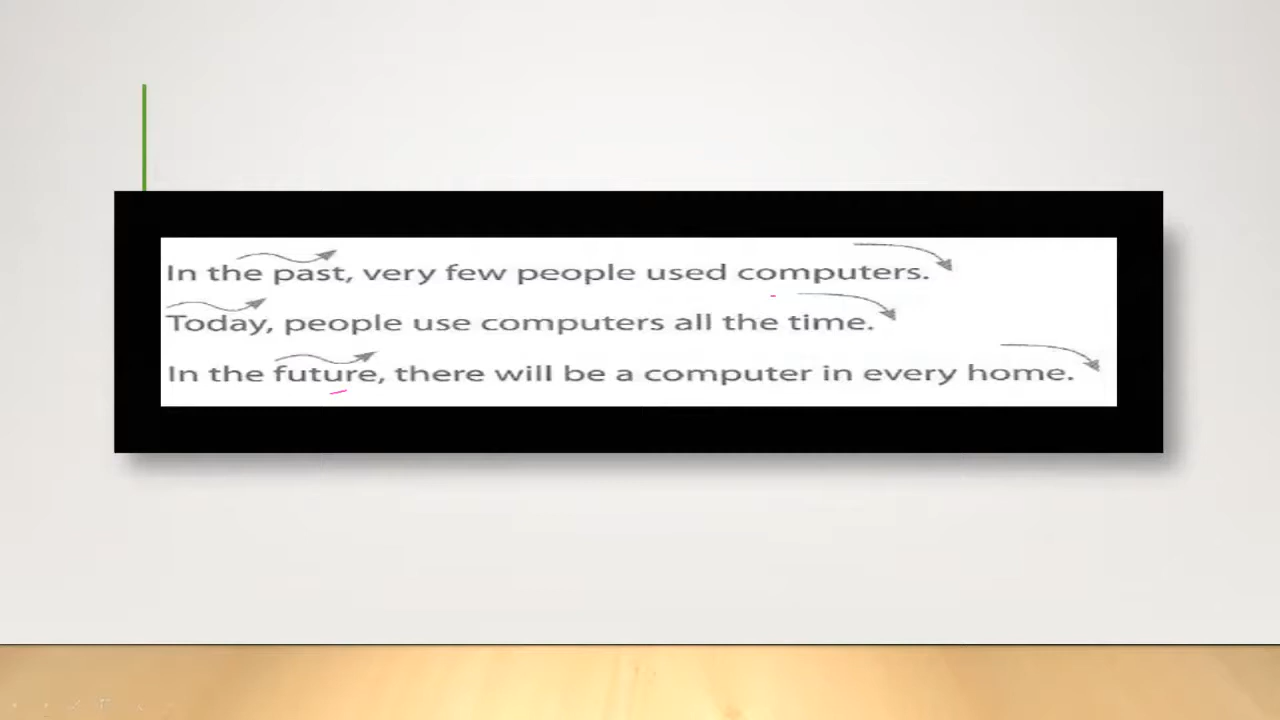 In the past, very few people used computers.
Today, people use computers all the time.
In the future, there will be a computer in every home.